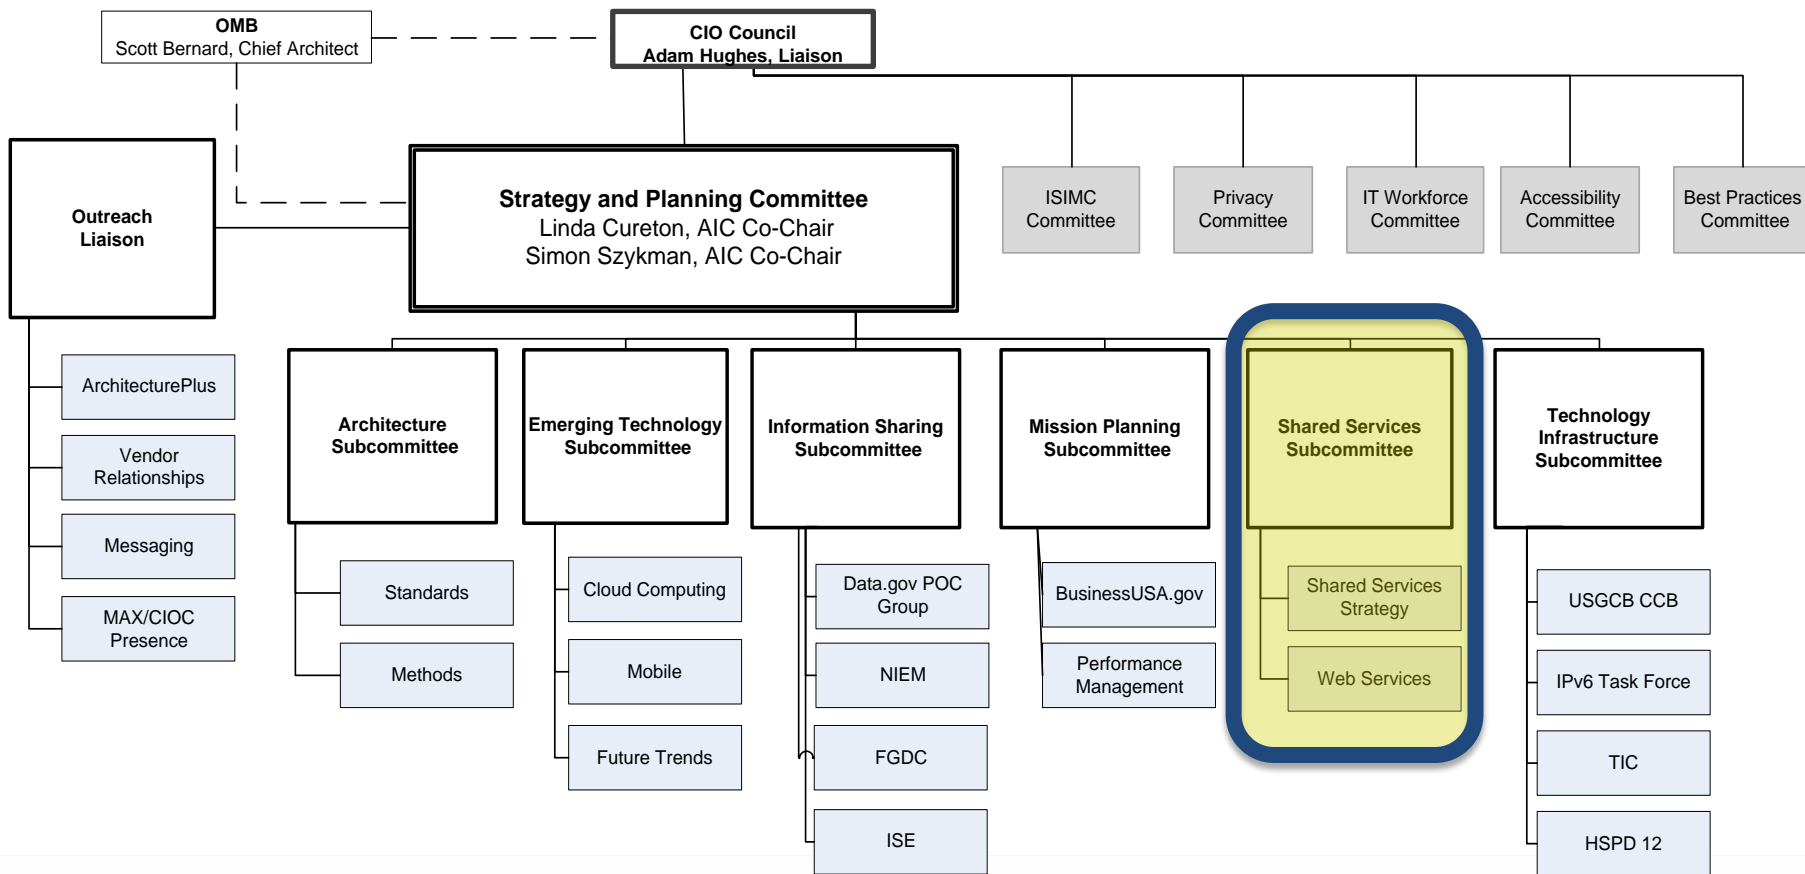 OMB
Scott Bernard, Chief Architect
CIO Council
Adam Hughes, Liaison
Outreach
Liaison
Strategy and Planning Committee
Linda Cureton, AIC Co-Chair
Simon Szykman, AIC Co-Chair
ISIMC
Committee
Privacy
Committee
IT Workforce
Committee
Accessibility
Committee
Best Practices
Committee
ArchitecturePlus
Vendor
Relationships
Messaging
MAX/CIOC
Presence
Architecture
Subcommittee
Standards
Methods
Emerging Technology
Subcommittee
Cloud Computing
Mobile
Future Trends
Information Sharing
Subcommittee
Data.gov POC
Group
NIEM
FGDC
ISE
Mission Planning
Subcommittee
BusinessUSA.gov
Performance
Management
Shared Services
Subcommittee
Shared Services
Strategy
Web Services
Technology
Infrastructure
Subcommittee
USGCB CCB
IPv6 Task Force
TIC
HSPD 12